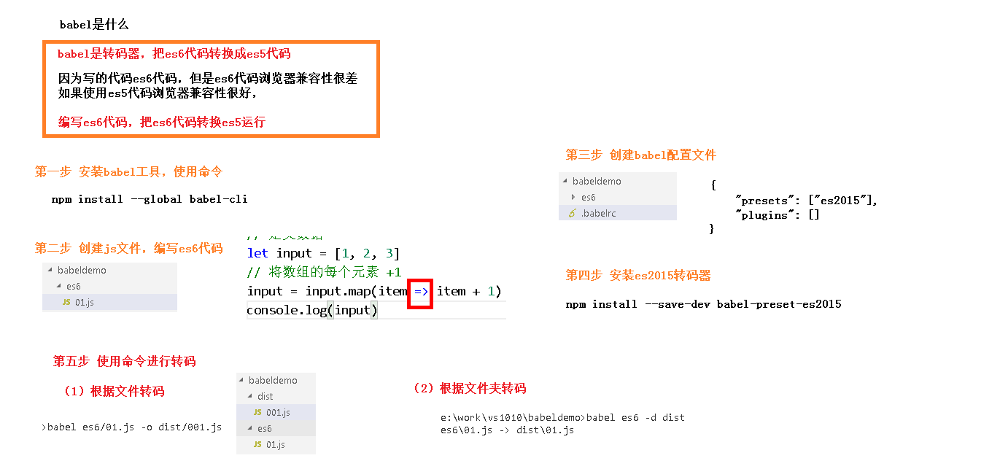 babel是什么
babel是转码器，把es6代码转换成es5代码
因为写的代码es6代码，但是es6代码浏览器兼容性很差
如果使用es5代码浏览器兼容性很好，
编写es6代码，把es6代码转换es5运行
第一步 安装babel工具，使用命令
npm install --global babel-cli
第二步 创建js文件，编写es6代码
babeldemo
es6
JS 01.js
let input = [1, 2, 3]
// 将数组的每个元素 +1
input = input.map(item => item + 1)
console.log(input)
第三步 创建babel配置文件
babeldemo
es6
.babelrc
{
"presets": ["es2015"],
"plugins": []
}
第四步 安装es2015转码器
npm install --save-dev babel-preset-es2015
第五步 使用命令进行转码
（1）根据文件转码
>babel es6/01.js -o dist/001.js
babeldemo
dist
JS 001.js
es6
JS 01.js
（2）根据文件夹转码
e:\work\vs1010\babeldemo>babel es6 -d dist
es6\01.js -> dist\01.js